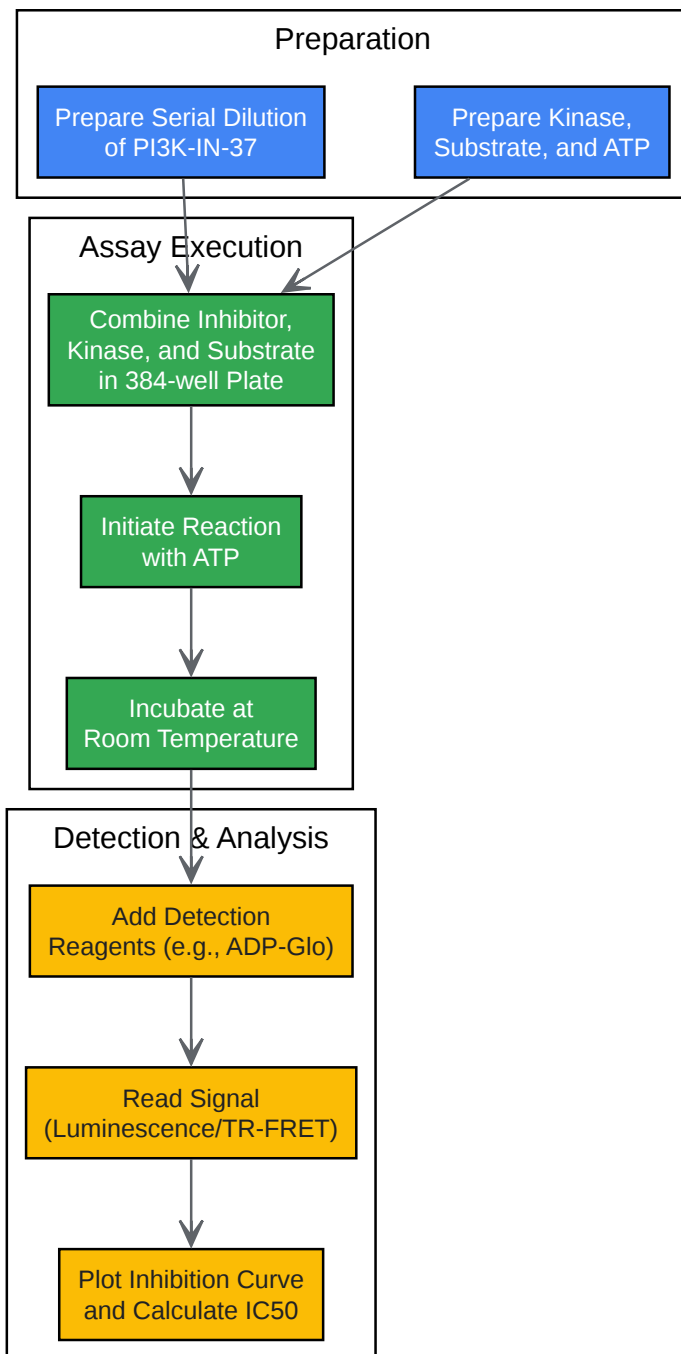 Preparation
Prepare Serial Dilution
of PI3K-IN-37
Prepare Kinase,
Substrate, and ATP
Assay Execution
Combine Inhibitor,
Kinase, and Substrate
in 384-well Plate
Initiate Reaction
with ATP
Incubate at
Room Temperature
Detection & Analysis
Add Detection
Reagents (e.g., ADP-Glo)
Read Signal
(Luminescence/TR-FRET)
Plot Inhibition Curve
and Calculate IC50